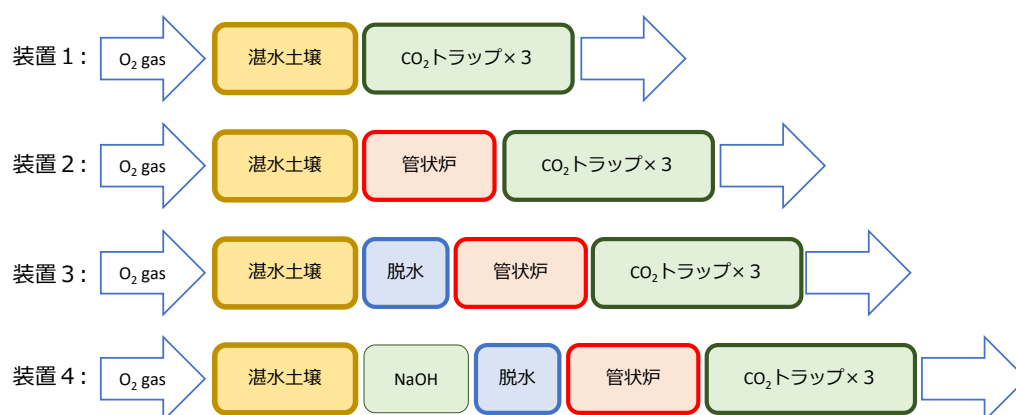 装置１: O₂ gas 湛水土壌 CO₂トラップ×３
装置２: O₂ gas 湛水土壌 管状炉 CO₂トラップ×３
装置３: O₂ gas 湛水土壌 脱水 管状炉 CO₂トラップ×３
装置４: O₂ gas 湛水土壌 NaOH 脱水 管状炉 CO₂トラップ×３